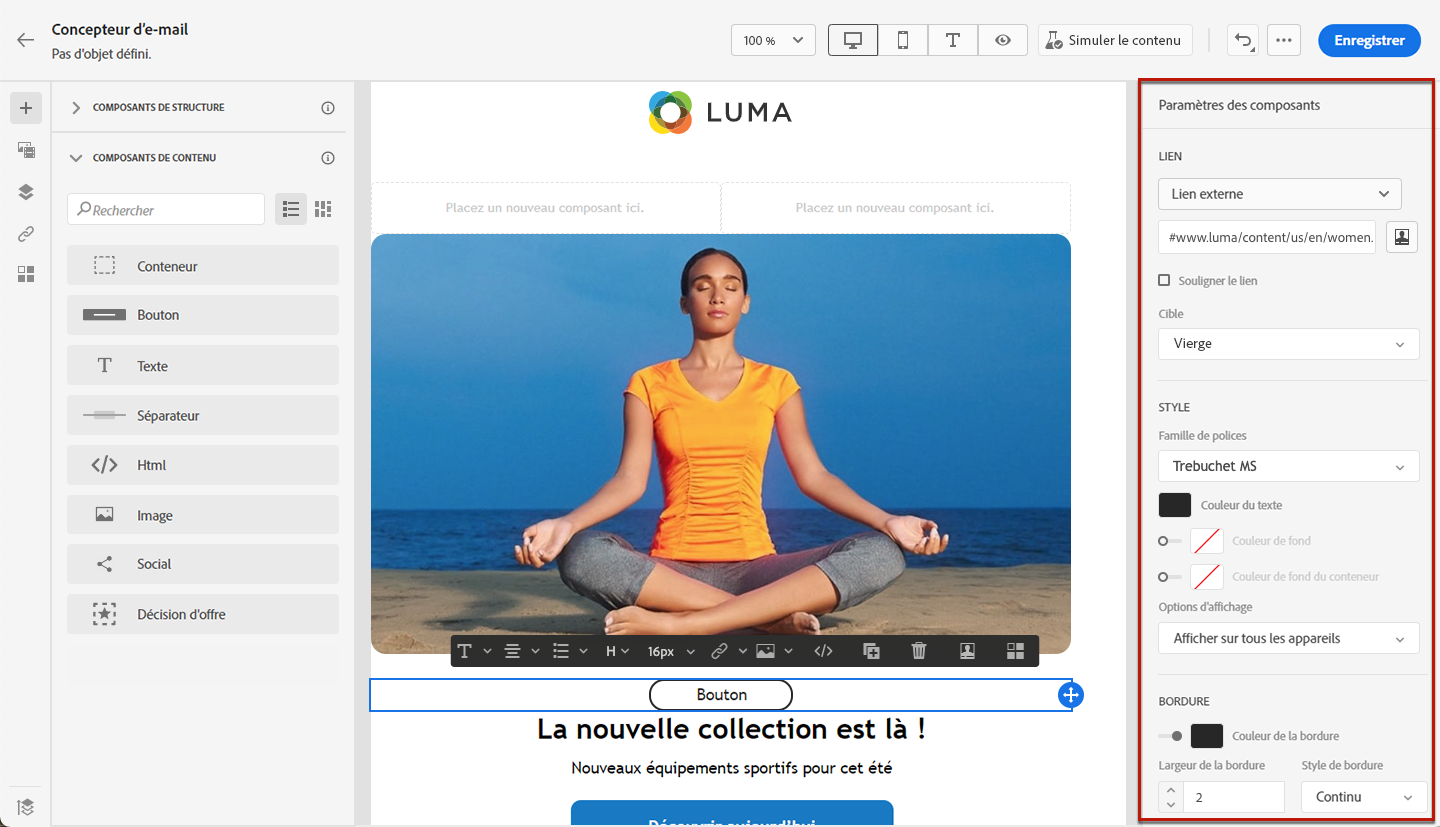 Concepteur d'e-mail
Pas d'objet défini.
100 %
Simuler le contenu
Enregistrer
COMPOSANTS DE STRUCTURE
COMPOSANTS DE CONTENU
Rechercher
Conteneur
Bouton
Texte
Séparateur
Html
Image
Social
Décision d'offre
LUMA
Placez un nouveau composant ici.
Placez un nouveau composant ici.
H
16px
Bouton
La nouvelle collection est là !
Nouveaux équipements sportifs pour cet été
Découvrir aujourd'hui
Paramètres des composants
LIEN
Lien externe
#www.luma/content/us/en/women.
Souligner le lien
Cible
Vierge
STYLE
Famille de polices
Trebuchet MS
Couleur du texte
Couleur de fond
Couleur de fond du conteneur
Options d'affichage
Afficher sur tous les appareils
BORDURE
Couleur de la bordure
Largeur de la bordure
Style de bordure
2
Continu